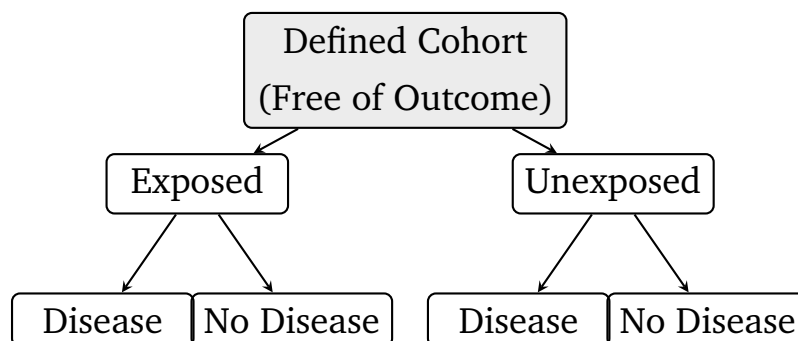 Defined Cohort
(Free of Outcome)
Exposed
Unexposed
Disease
No Disease
Disease
No Disease